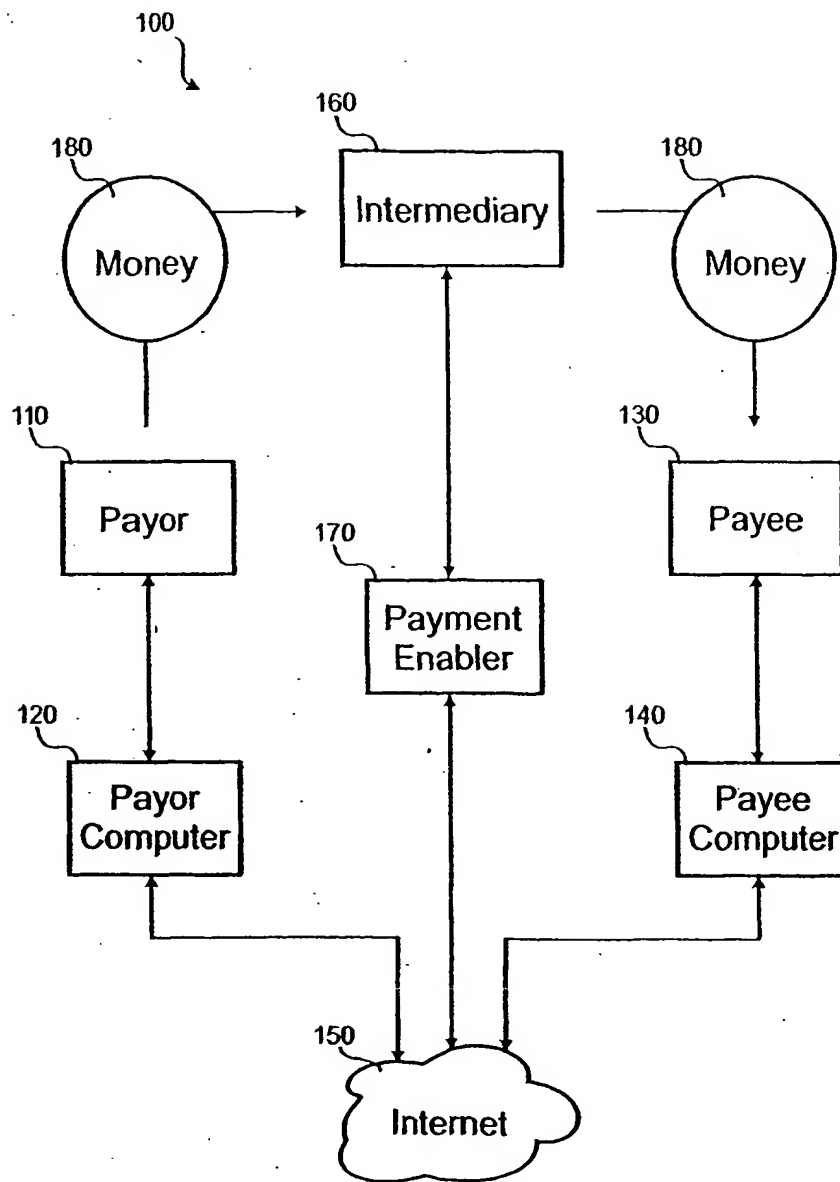 100
160
180
180
Intermediary
Money
Money
110
130
Payor
Payee
170
Payment
Enabler
120
140
Payor
Computer
Payee
Computer
150
Internet